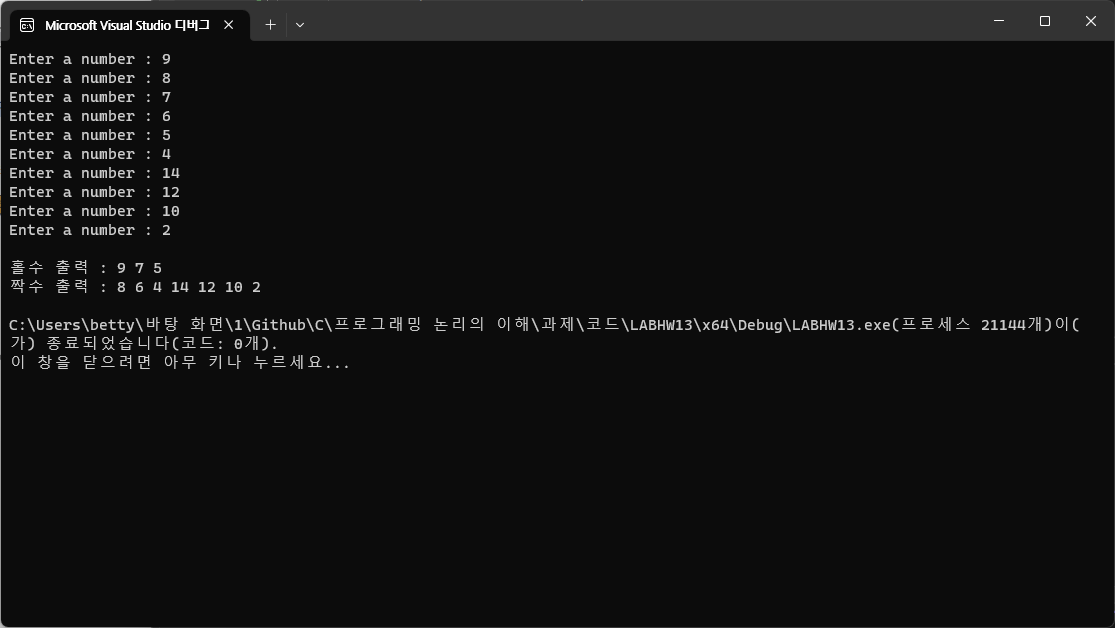 Microsoft Visual Studio 디버그
Enter a number : 9
Enter a number : 8
Enter a number : 7
Enter a number : 6
Enter a number : 5
Enter a number : 4
Enter a number : 14
Enter a number : 12
Enter a number : 10
Enter a number : 2
홀수 출력 : 9 7 5
짝수 출력 : 8 6 4 14 12 10 2
C:\Users\betty\바탕 화면\1\Github\C\프로그래밍 논리의 이해\과제\코드\LABHW13\x64\Debug\LABHW13.exe(프로세스 21144개)이(
가) 종료되었습니다(코드: 0개).
이 창을 닫으려면 아무 키나 누르세요...